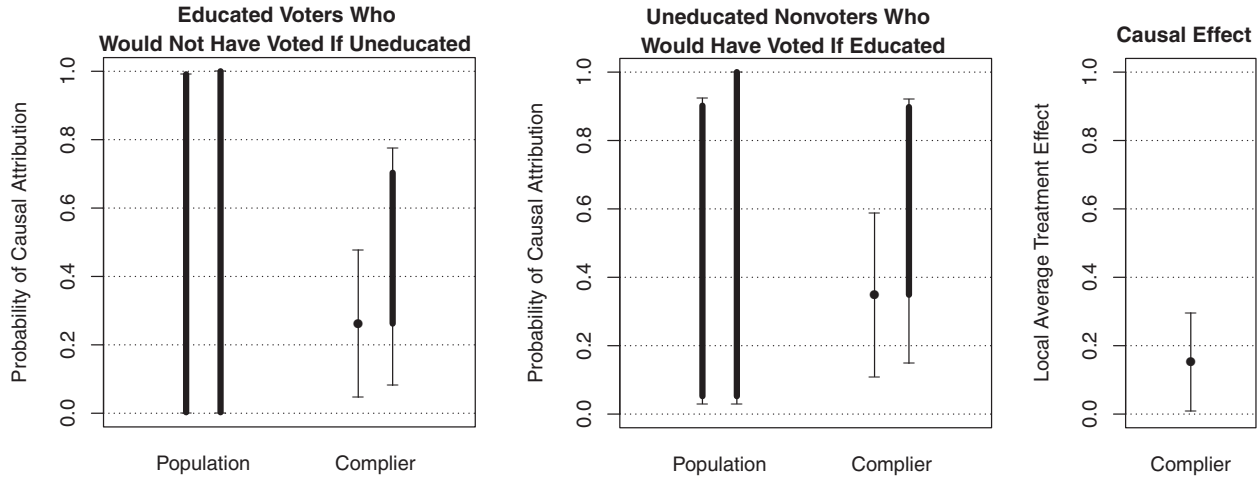 Educated Voters Who
Would Not Have Voted If Uneducated
Probability of Causal Attribution
1.0
0.8
0.6
0.4
0.2
0.0
Population
Complier
Uneducated Nonvoters Who
Would Have Voted If Educated
Probability of Causal Attribution
1.0
0.8
0.6
0.4
0.2
0.0
Population
Complier
Causal Effect
Local Average Treatment Effect
1.0
0.8
0.6
0.4
0.2
0.0
Complier